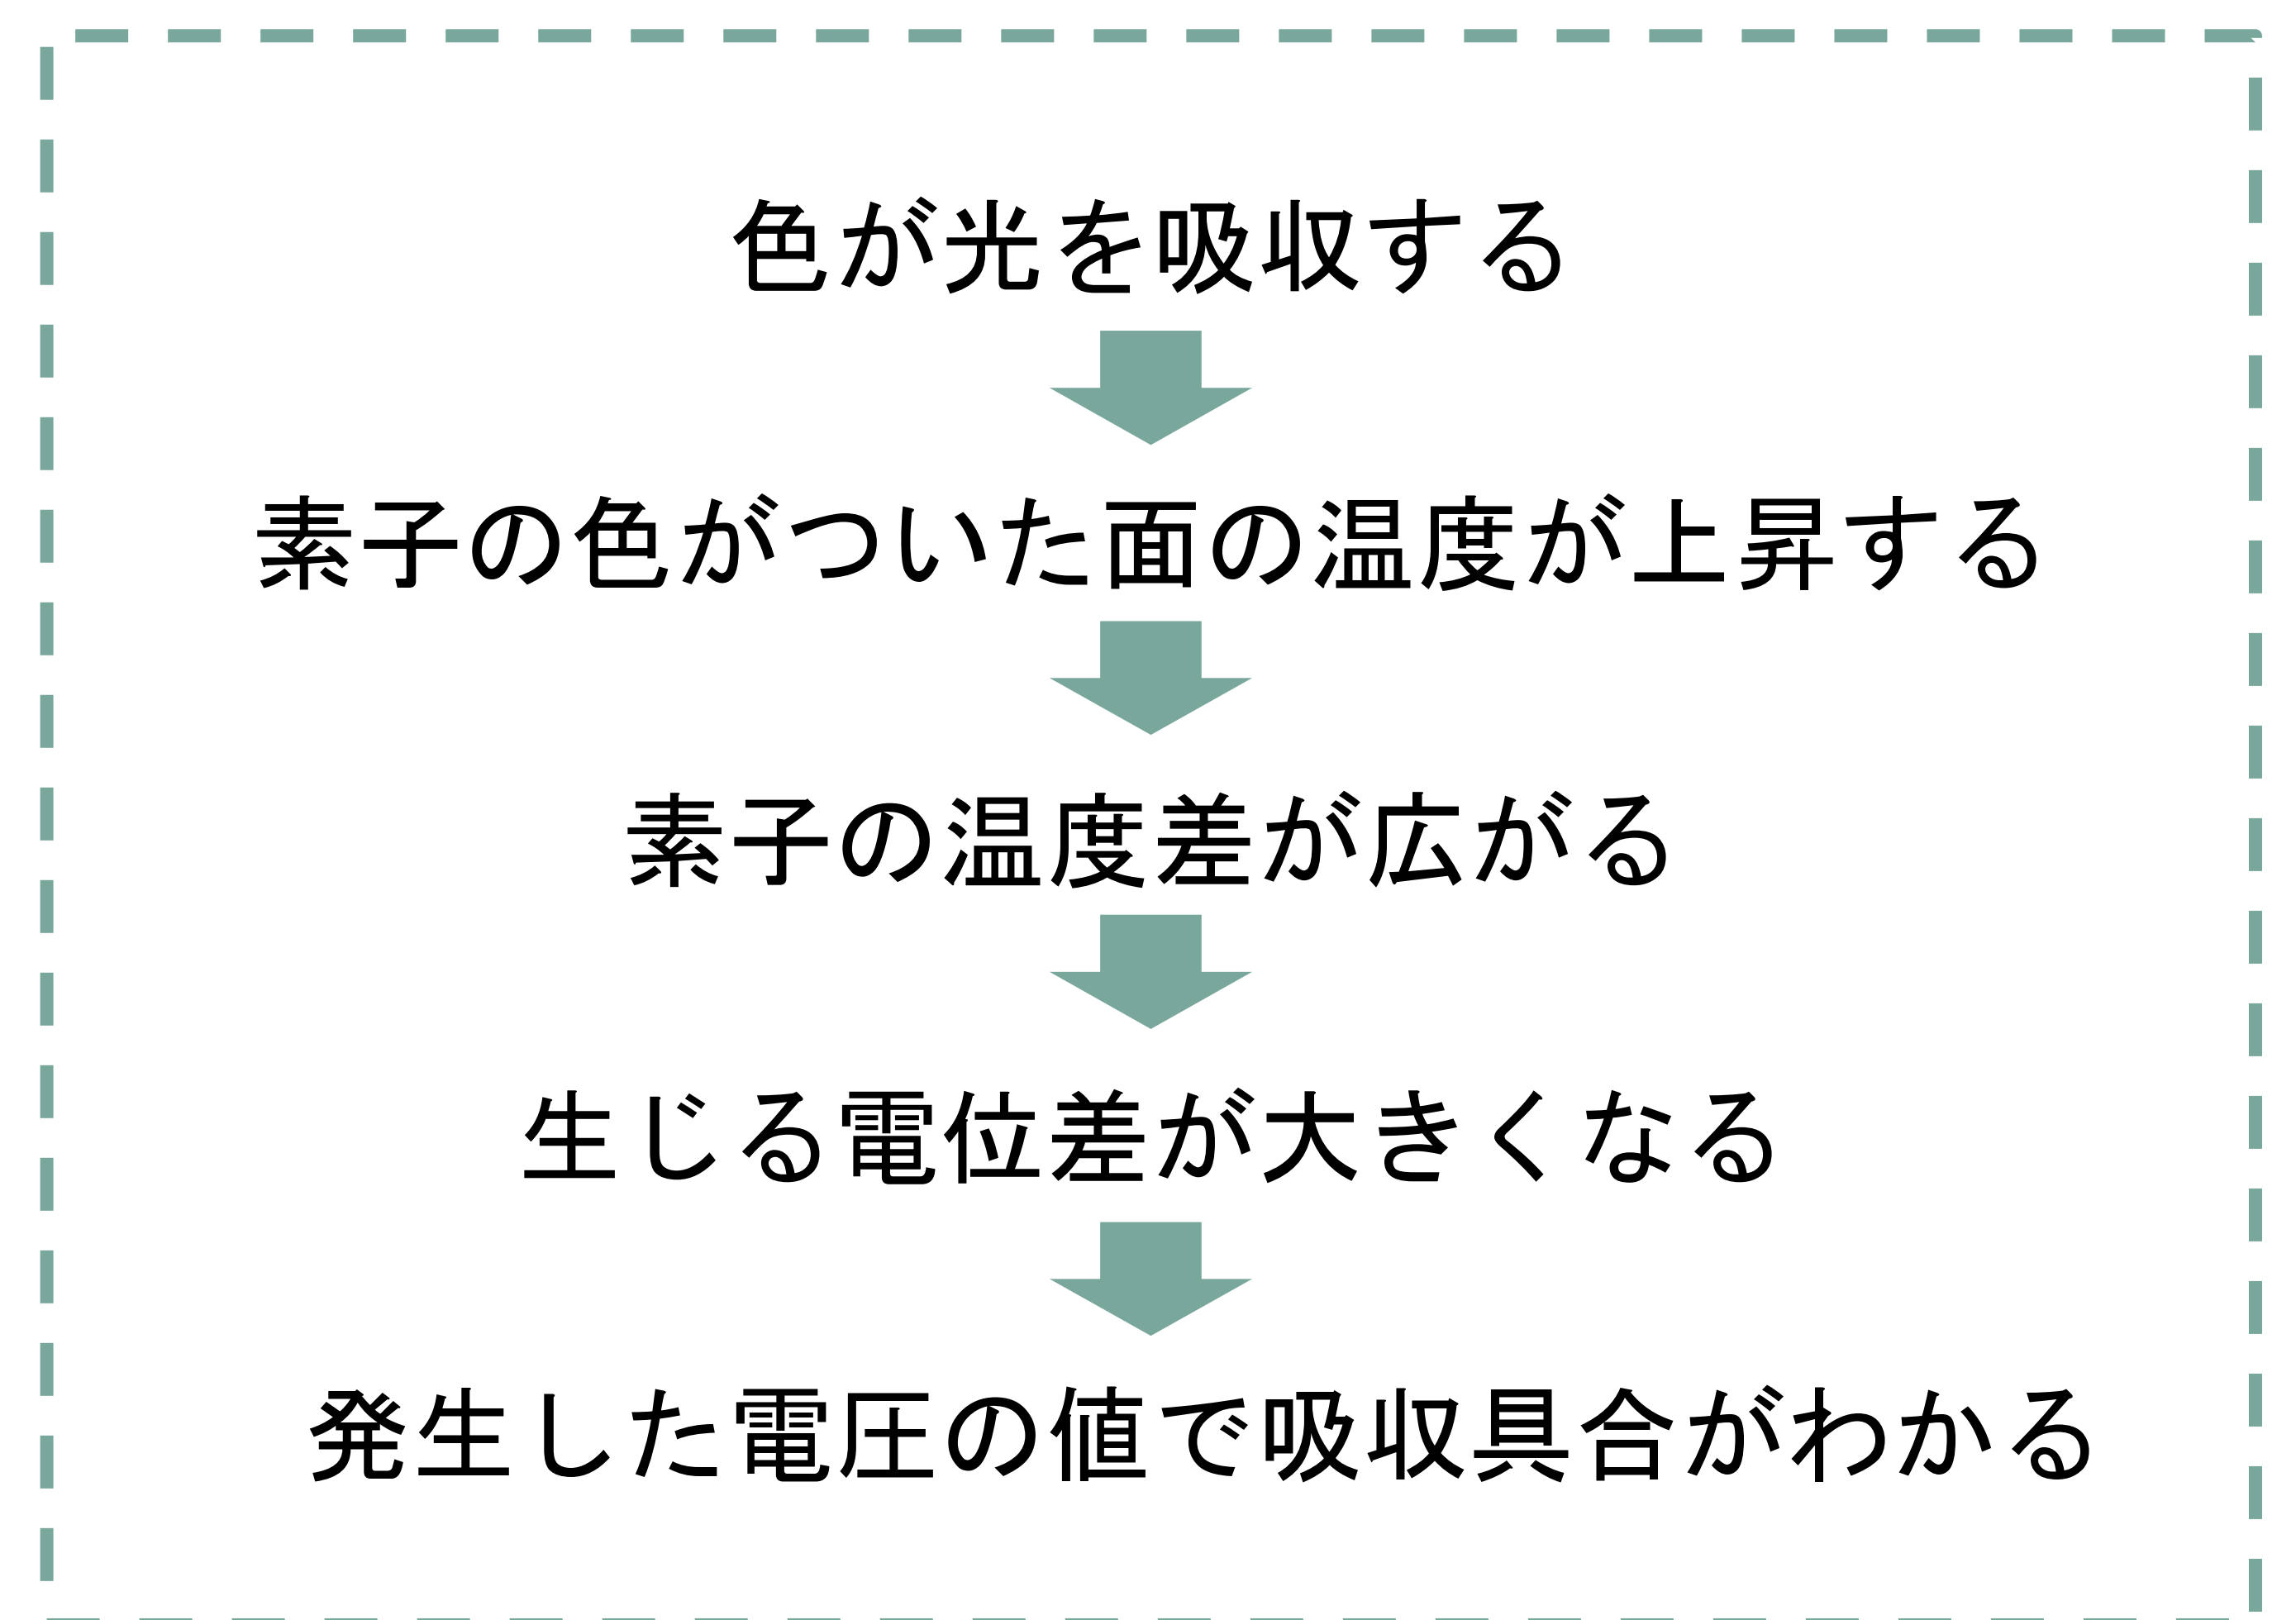 色が光を吸収する
素子の色がついた面の温度が上昇する
素子の温度差が広がる
生じる電位差が大きくなる
発生した電圧の値で吸収具合がわかる